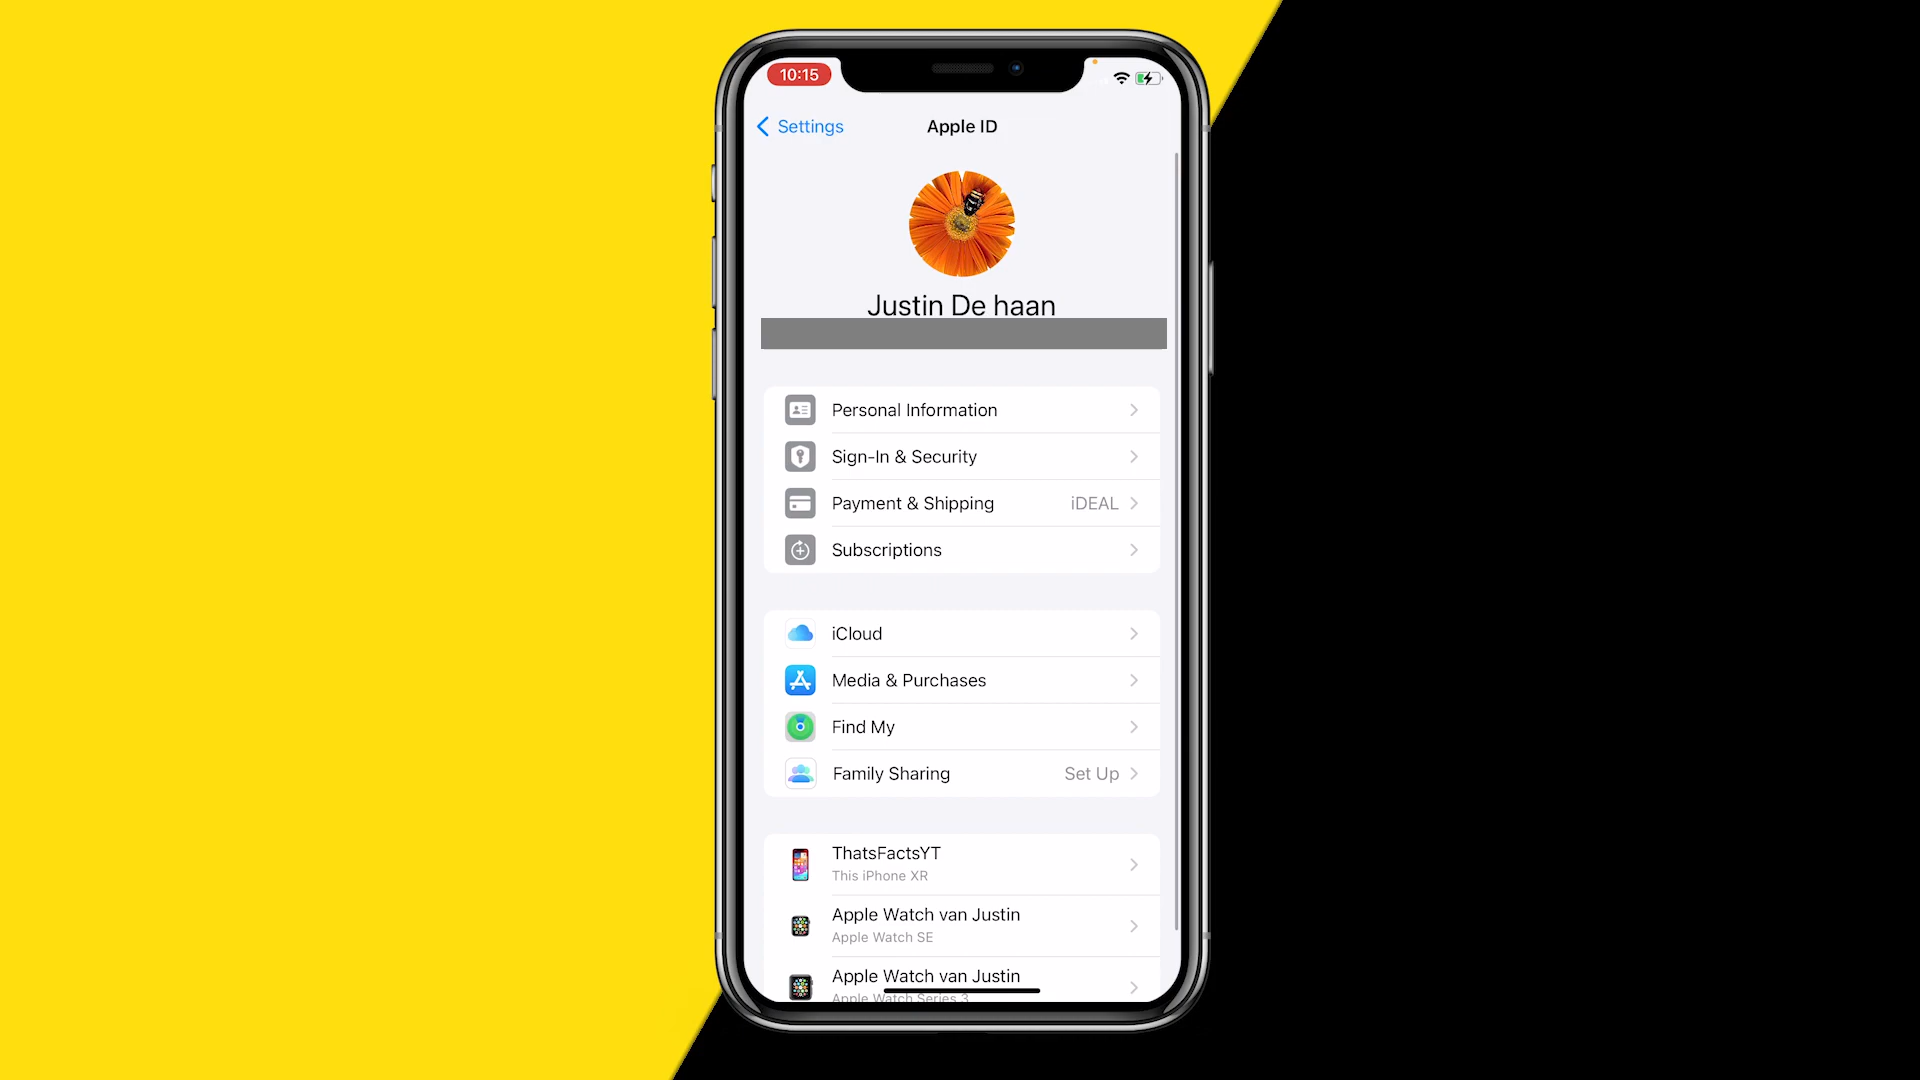 10:15
Settings
Apple ID
Justin De haan
Personal Information
Sign-In & Security
Payment & Shipping iDEAL
Subscriptions
iCloud
Media & Purchases
Find My
Family Sharing Set Up
ThatsFactsYT
This iPhone XR
Apple Watch van Justin
Apple Watch SE
Apple Watch van Justin
Apple Watch Series 3